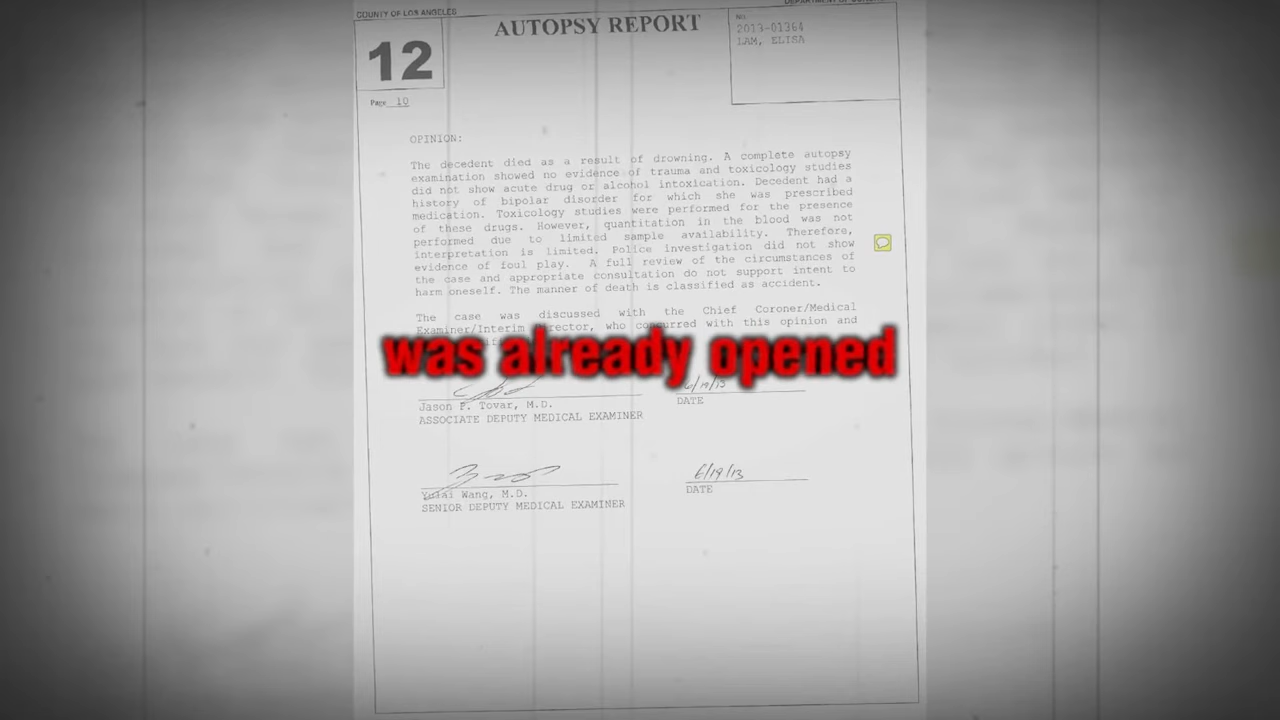 COUNTY OF LOS ANGELES
AUTOPSY REPORT
12
No.
2013-01364
LAM, ELISA
Page 10
OPINION:
The decedent died as a result of drowning. A complete autopsy
examination showed no evidence of trauma and toxicology studies
did not show acute drug or alcohol intoxication. Decedent had a
history of bipolar disorder for which she was prescribed
medication. Toxicology studies were performed for the presence
of these drugs. However, quantitation in the blood was not
performed due to limited sample availability. Therefore,
interpretation is limited. Police investigation did not show
evidence of foul play. A full review of the circumstances of
the case and appropriate consultation do not support intent to
harm oneself. The manner of death is classified as accident.
The case was discussed with the Chief Coroner/Medical
Examiner/Interim Director, who concurred with this opinion and
was already opened
6/19/13
Jason P. Tovar, M.D.
DATE
ASSOCIATE DEPUTY MEDICAL EXAMINER
6/19/13
Yulai Wang, M.D.
DATE
SENIOR DEPUTY MEDICAL EXAMINER